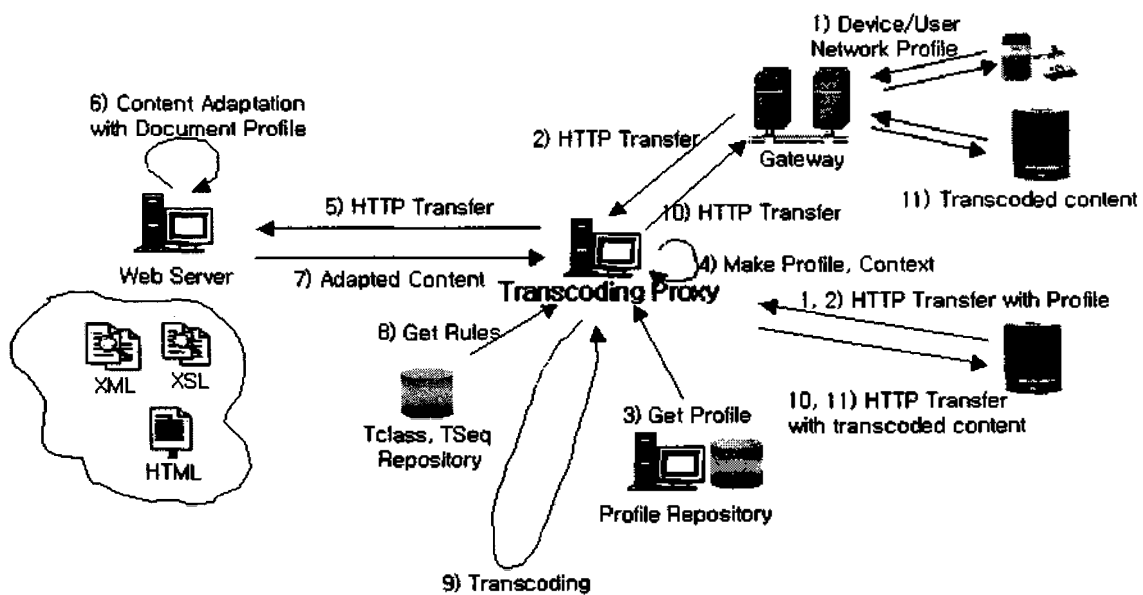 1) Device/User
Network Profile
6) Content Adaptation
with Document Profile
2) HTTP Transfer
Gateway
11) Transcoded content
5) HTTP Transfer
10) HTTP Transfer
Web Server
7) Adapted Content
4) Make Profile, Context
Transcoding Proxy
1, 2) HTTP Transfer with Profile
8) Get Rules
XML
XSL
10, 11) HTTP Transfer
with transcoded content
3) Get Profile
Tclass, TSeq
Repository
HTML
Profile Repository
9) Transcoding